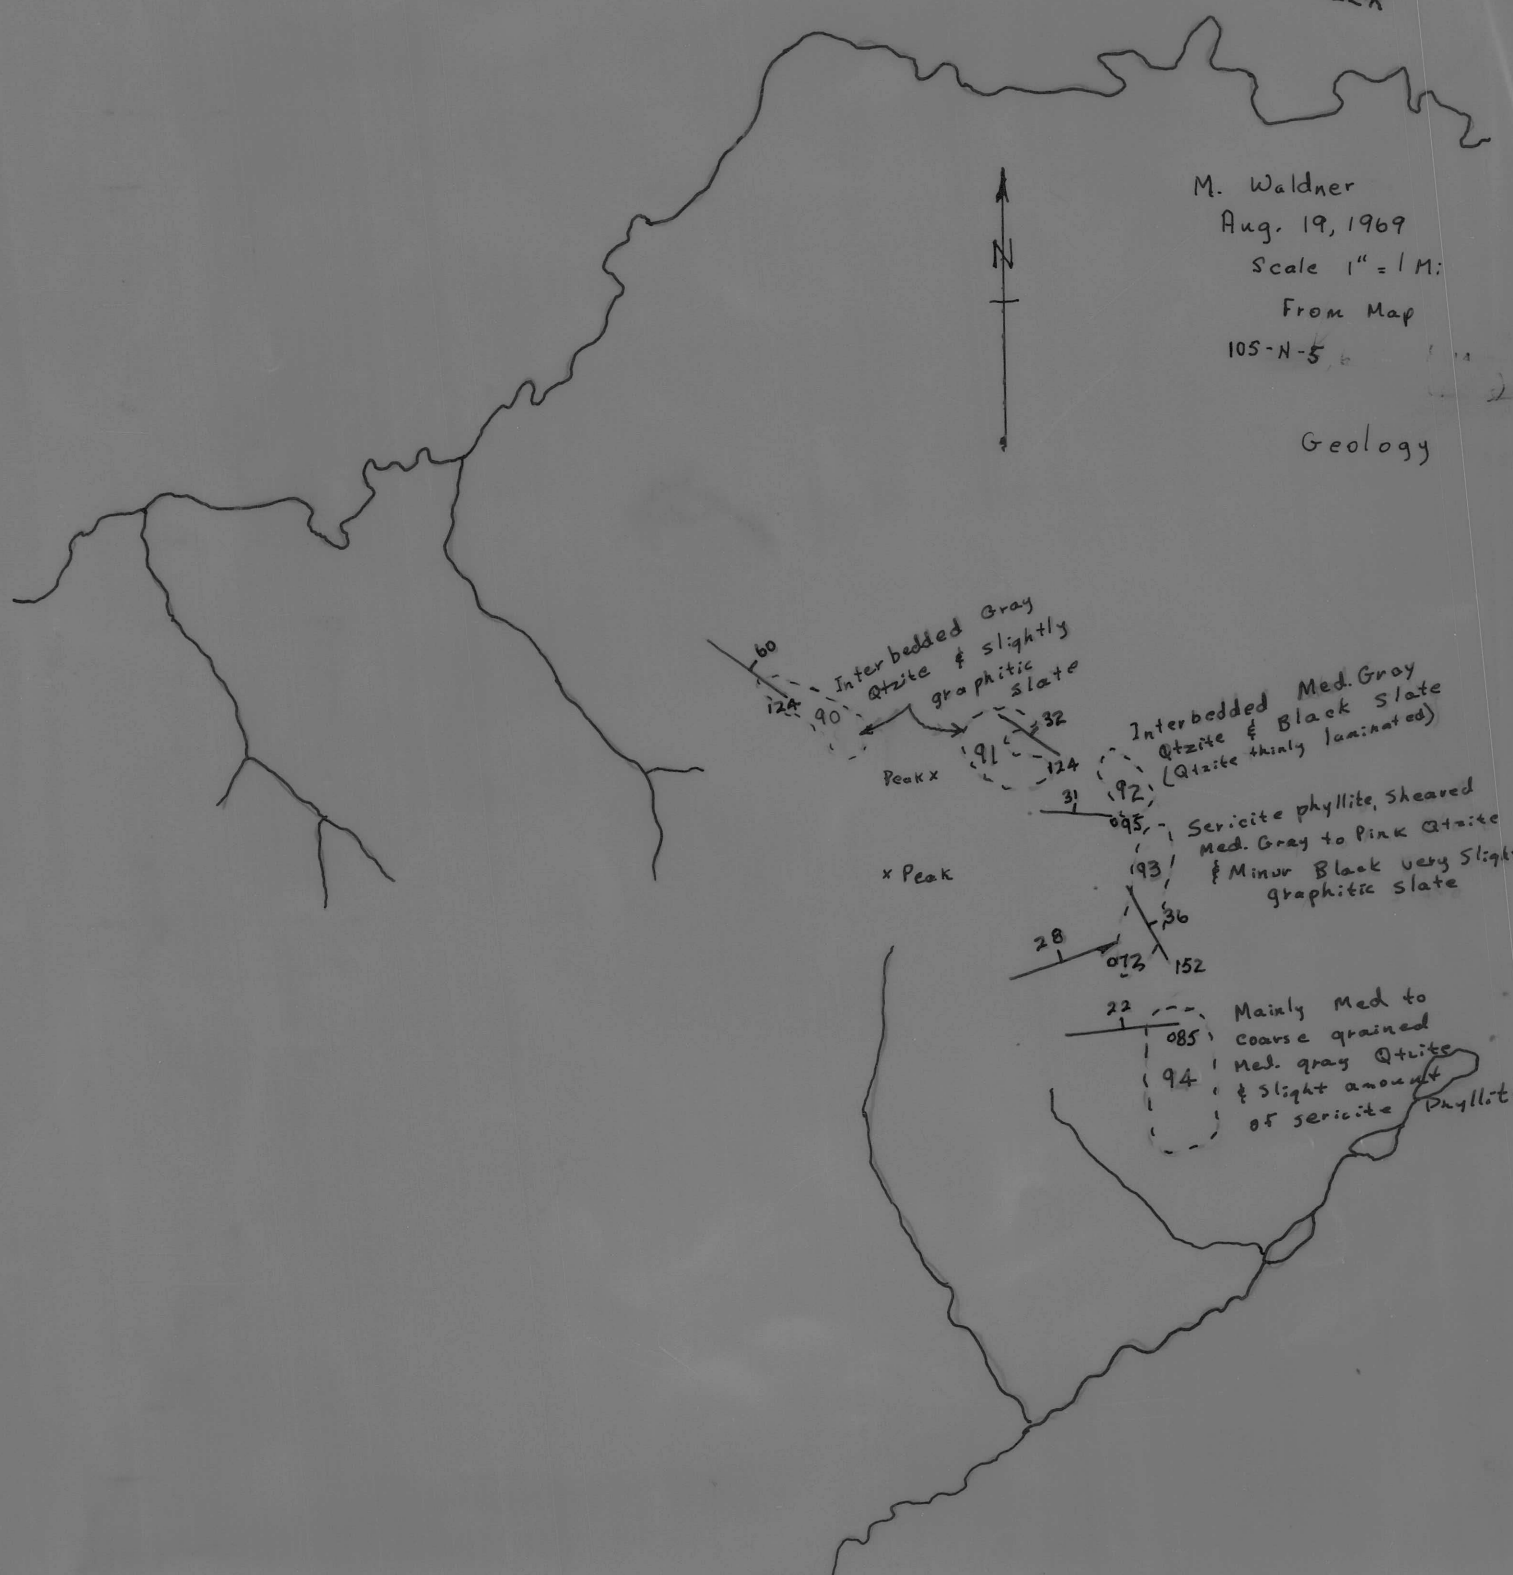 M. Waldner
Aug. 19, 1969
Scale 1" = 1 Mi
From Map
105-N-5
Geology
N
60
124
90
Interbedded Gray
Qtzite & slightly
graphitic
slate
32
91
124
Peak x
x Peak
Interbedded Med. Gray
Qtzite & Black Slate
(Qtzite thinly laminated)
92
31
095
Sericite phyllite, Sheared
Med. Gray to Pink Qtzite
& Minor Black very Slight
graphitic slate
93
36
152
28
072
22
085
94
Mainly Med to
coarse grained
Med. gray Qtzite
& Slight amount
of sericite Phyllit